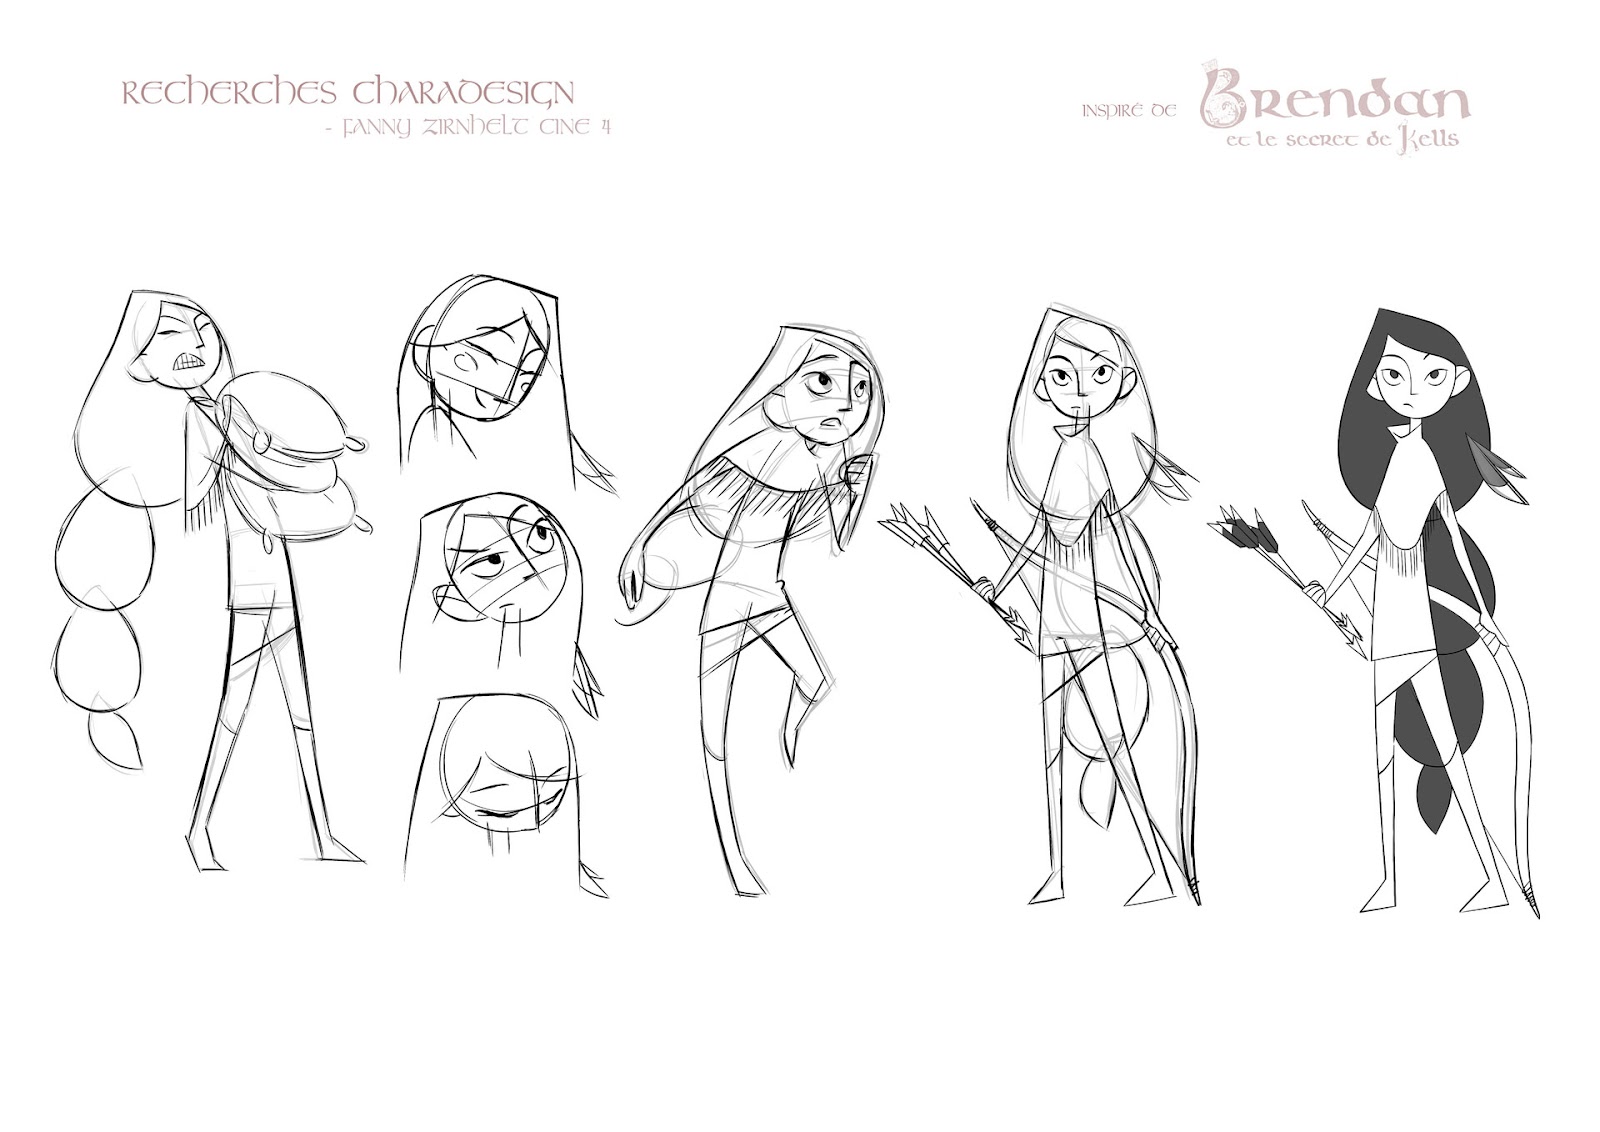 Recherches Charadesign
- Fanny Zirnhelt Cine 4
inspiré de Brendan
et le secret de Kells